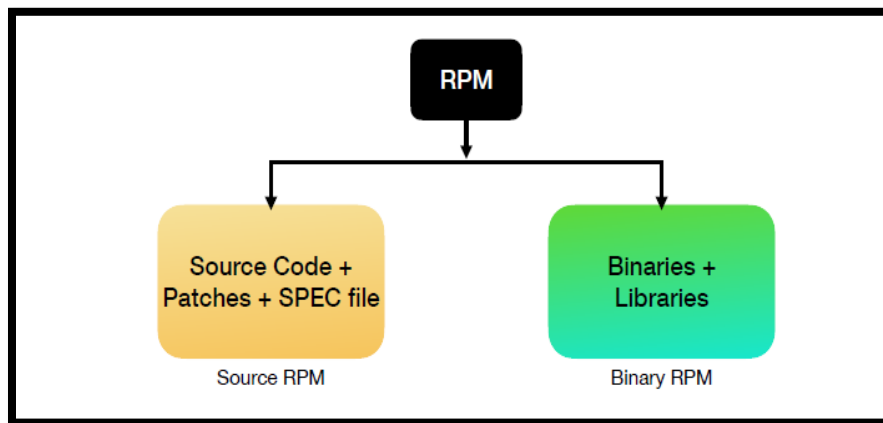 RPM
Source Code +
Patches + SPEC file
Source RPM
Binaries +
Libraries
Binary RPM